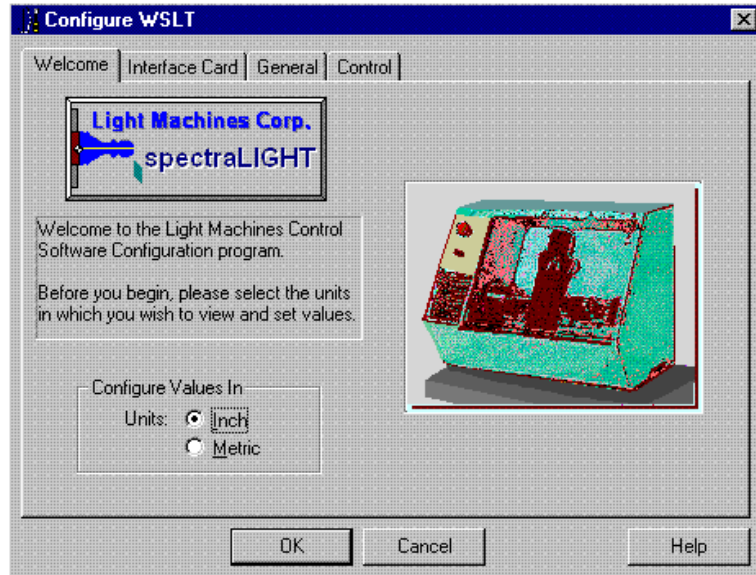 Configure WSLT
Welcome
Interface Card
General
Control
Light Machines Corp.
spectraLIGHT
Welcome to the Light Machines Control
Software Configuration program.
Before you begin, please select the units
in which you wish to view and set values.
Configure Values In
Units:
Inch
Metric
OK
Cancel
Help